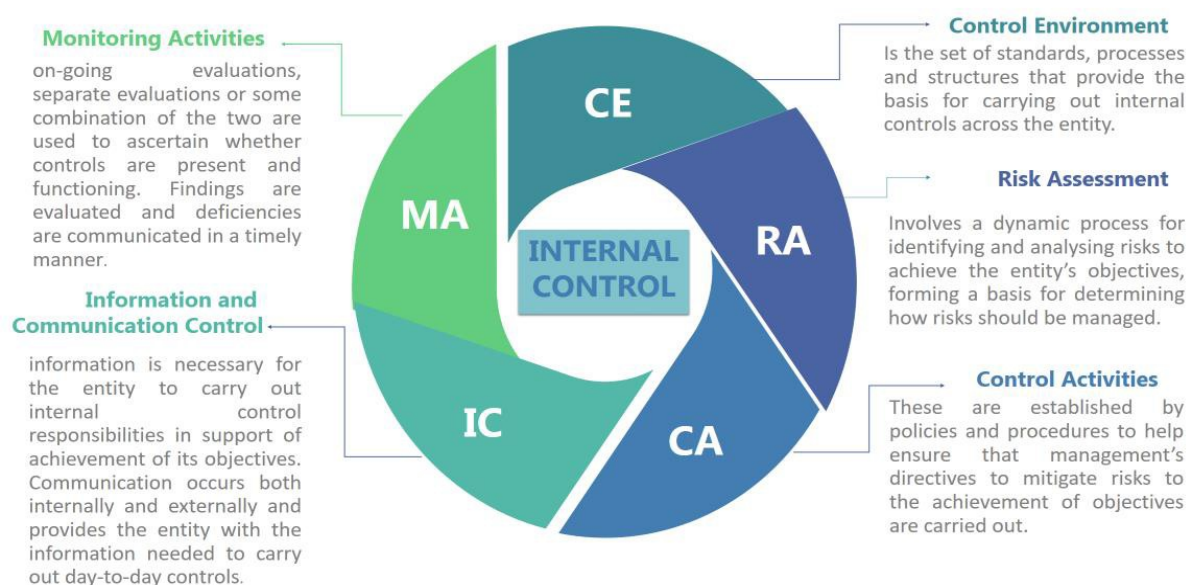 Monitoring Activities
on-going evaluations,
separate evaluations or some
combination of the two are
used to ascertain whether
controls are present and
functioning. Findings are
evaluated and deficiencies
are communicated in a timely
manner.
Information and
Communication Control
information is necessary for
the entity to carry out
internal control
responsibilities in support of
achievement of its objectives.
Communication occurs both
internally and externally and
provides the entity with the
information needed to carry
out day-to-day controls.
CE
RA
CA
IC
MA
INTERNAL
CONTROL
Control Environment
Is the set of standards, processes
and structures that provide the
basis for carrying out internal
controls across the entity.
Risk Assessment
Involves a dynamic process for
identifying and analysing risks to
achieve the entity's objectives,
forming a basis for determining
how risks should be managed.
Control Activities
These are established by
policies and procedures to help
ensure that management's
directives to mitigate risks to
the achievement of objectives
are carried out.